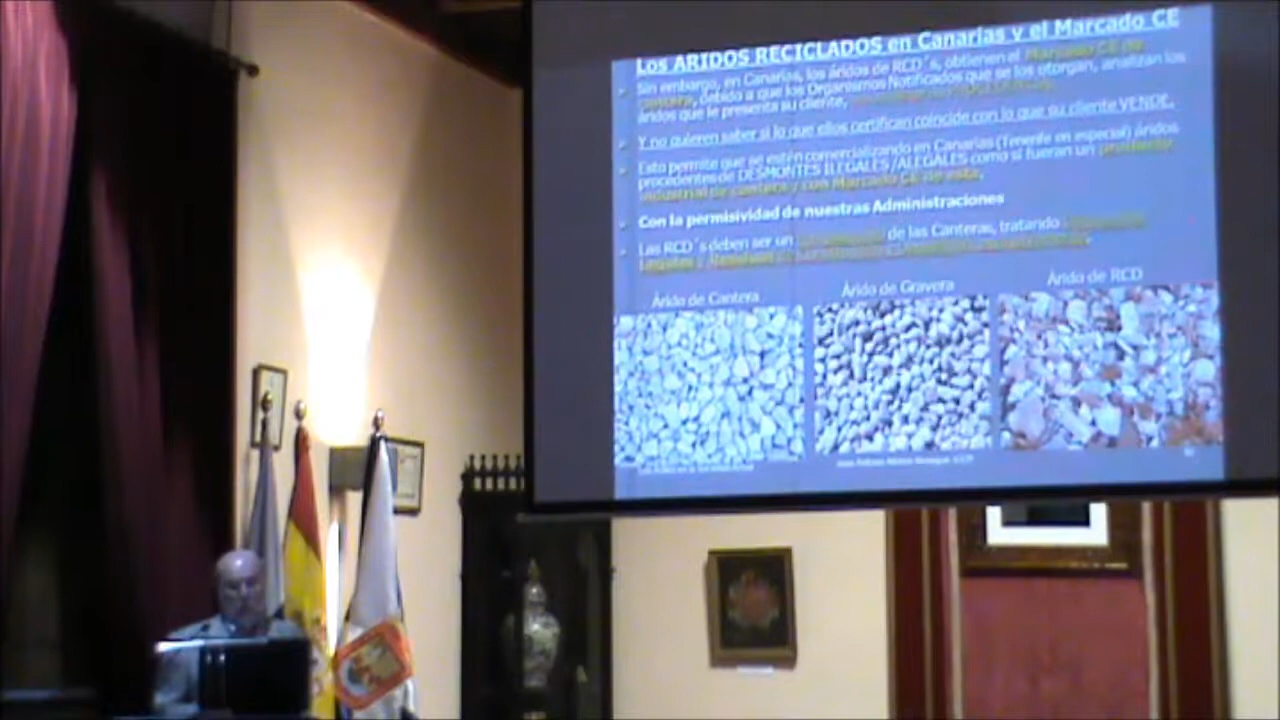 Los ARIDOS RECICLADOS en Canarias y el Marcado CE
Sin embargo, en Canarias, los áridos de RCD´s, obtienen el Marcado CE de
cantera, debido a que los Organismos Notificados que se los otorgan, analizan los
áridos que le presenta su cliente,
Y no quieren saber si lo que ellos certifican coincide con lo que su cliente VENDE.
Esto permite que se estén comercializando en Canarias (Tenerife en especial) áridos
procedentes de DESMONTES ILEGALES /ALEGALES como si fueran un producto
industrial de cantera y con Marcado CE de esta.
Con la permisividad de nuestras Administraciones
Las RCD´s deben ser un de las Canteras, tratando
Árido de Cantera
Árido de Gravera
Árido de RCD